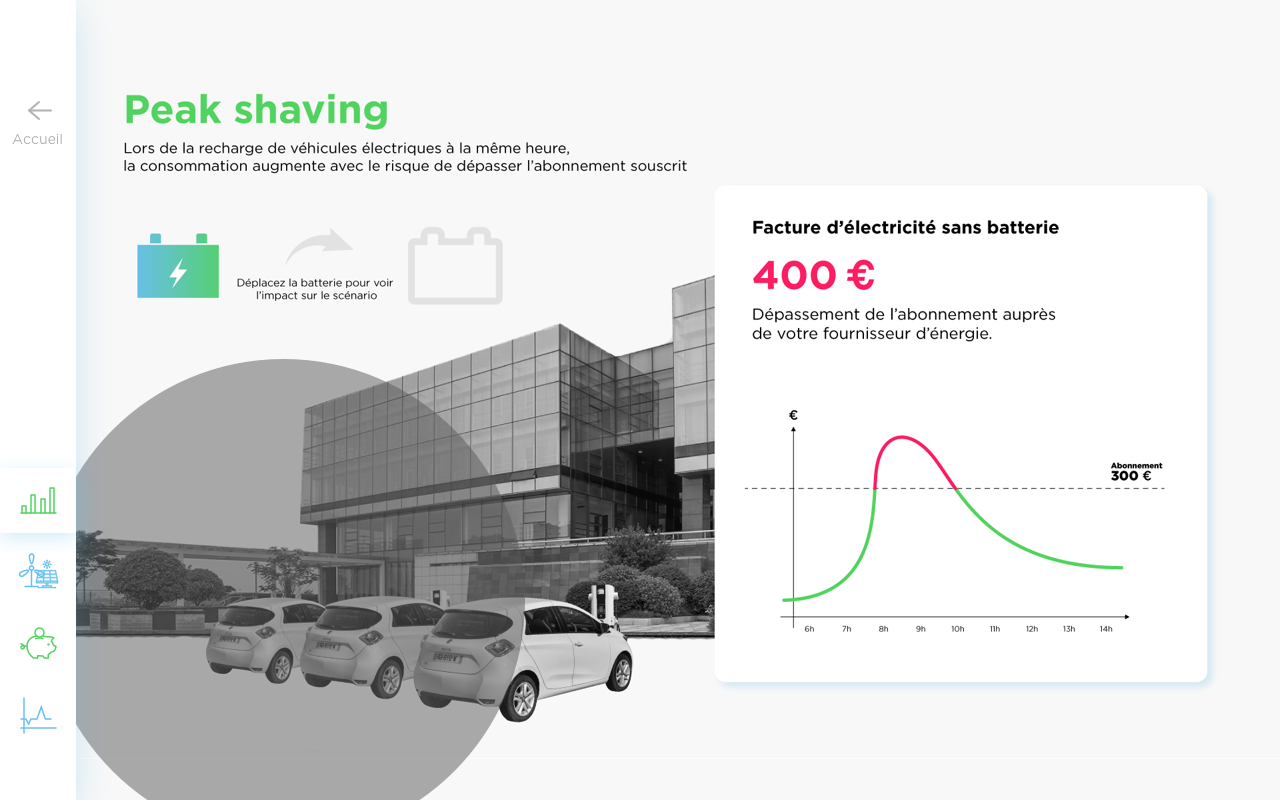 Accueil
Peak shaving
Lors de la recharge de véhicules électriques à la même heure,
la consommation augmente avec le risque de dépasser l'abonnement souscrit
Déplacez la batterie pour voir
l'impact sur le scénario
Facture d'électricité sans batterie
400 €
Dépassement de l'abonnement auprès
de votre fournisseur d'énergie.
€
Abonnement
300 €
6h 7h 8h 9h 10h 11h 12h 13h 14h